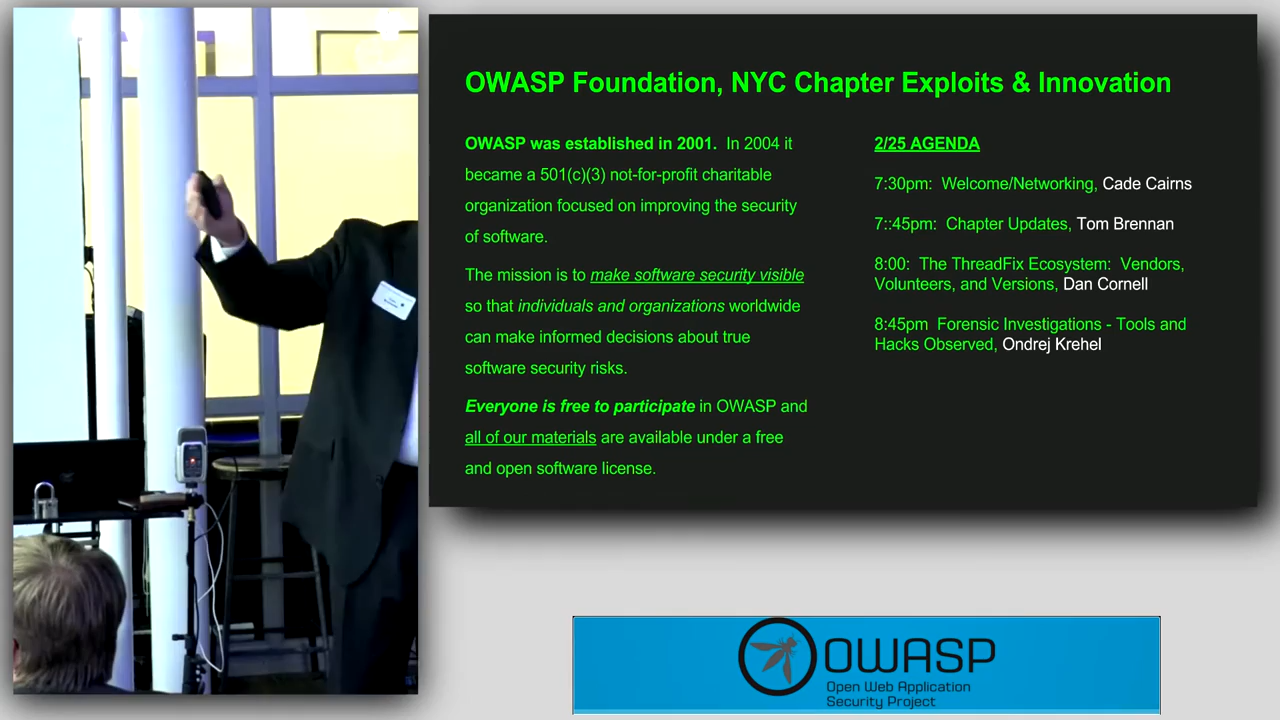 OWASP Foundation, NYC Chapter Exploits & Innovation
OWASP was established in 2001. In 2004 it
became a 501(c)(3) not-for-profit charitable
organization focused on improving the security
of software.
The mission is to make software security visible
so that individuals and organizations worldwide
can make informed decisions about true
software security risks.
Everyone is free to participate in OWASP and
all of our materials are available under a free
and open software license.
2/25 AGENDA
7:30pm: Welcome/Networking, Cade Cairns
7::45pm: Chapter Updates, Tom Brennan
8:00: The ThreadFix Ecosystem: Vendors,
Volunteers, and Versions, Dan Cornell
8:45pm Forensic Investigations - Tools and
Hacks Observed, Ondrej Krehel
OWASP
Open Web Application
Security Project